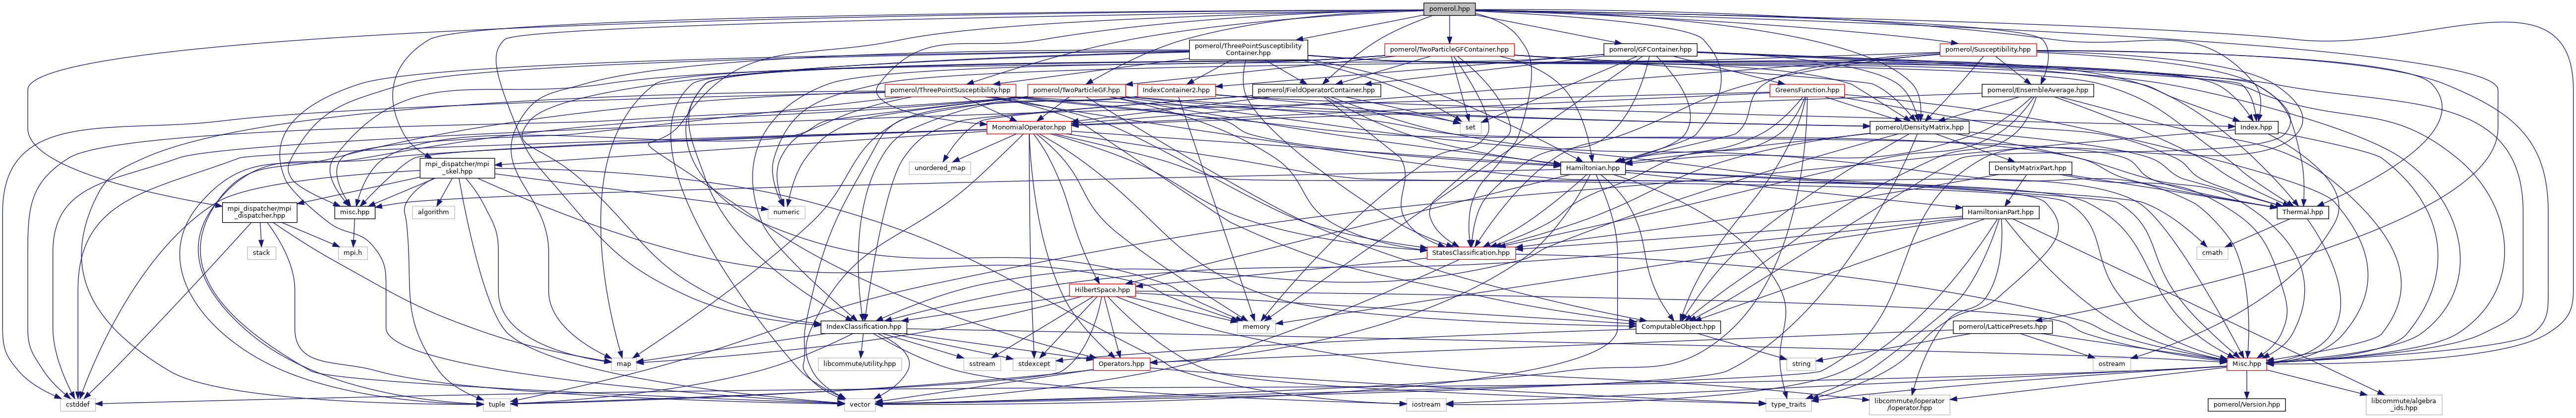 pomerol.hpp
pomerol/ThreePointSusceptibility
Container.hpp
pomerol/TwoParticleGFContainer.hpp
pomerol/GFContainer.hpp
pomerol/Susceptibility.hpp
pomerol/ThreePointSusceptibility.hpp
pomerol/TwoParticleGF.hpp
IndexContainer2.hpp
pomerol/FieldOperatorContainer.hpp
GreensFunction.hpp
pomerol/EnsembleAverage.hpp
MonomialOperator.hpp
set
pomerol/DensityMatrix.hpp
Index.hpp
mpi_dispatcher/mpi
_skel.hpp
unordered_map
Hamiltonian.hpp
DensityMatrixPart.hpp
mpi_dispatcher/mpi
_dispatcher.hpp
misc.hpp
algorithm
numeric
HamiltonianPart.hpp
Thermal.hpp
stack
mpi.h
StatesClassification.hpp
cmath
HilbertSpace.hpp
IndexClassification.hpp
memory
ComputableObject.hpp
pomerol/LatticePresets.hpp
map
libcommute/utility.hpp
sstream
stdexcept
Operators.hpp
string
ostream
Misc.hpp
cstddef
tuple
vector
iostream
type_traits
libcommute/loperator
/loperator.hpp
pomerol/Version.hpp
libcommute/algebra
_ids.hpp